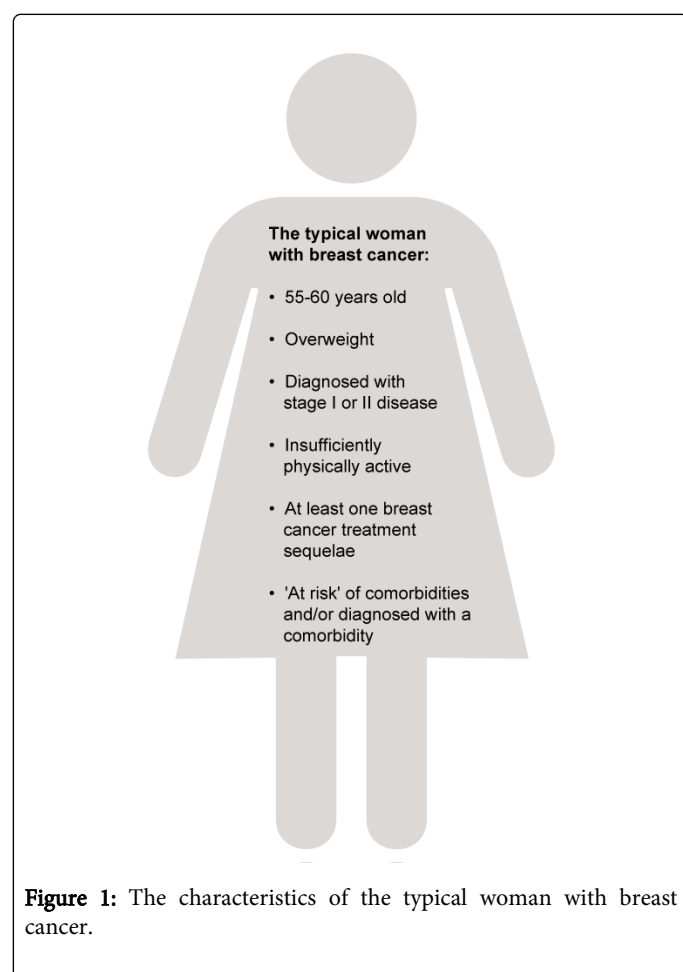 The typical woman
with breast cancer:
• 55-60 years old
• Overweight
• Diagnosed with
stage I or II disease
• Insufficiently
physically active
• At least one breast
cancer treatment
sequelae
• 'At risk' of comorbidities
and/or diagnosed with a
comorbidity
Figure 1: The characteristics of the typical woman with breast
cancer.